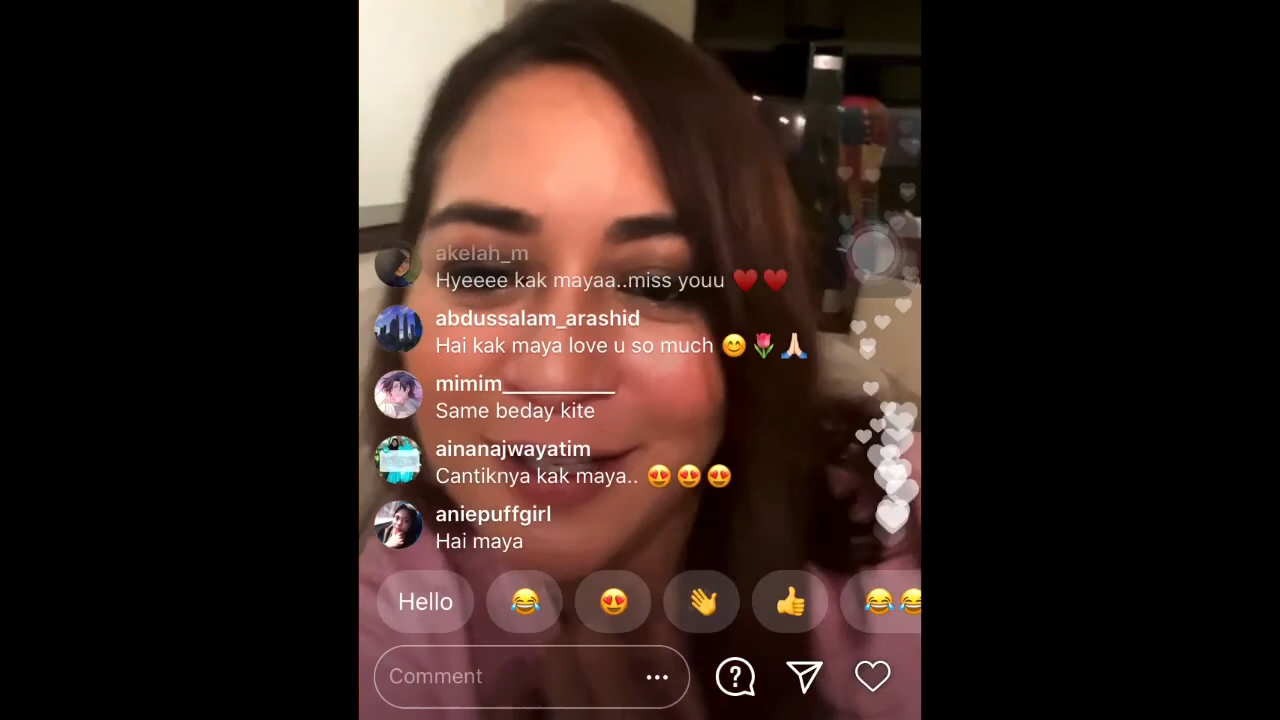 akelah_m
Hyeeee kak mayaa..miss youu ♥️♥️
abdussalam_arashid
Hai kak maya love u so much 😊🌷🙏🏻
mimim___________
Same beday kite
ainanajwayatim
Cantiknya kak maya.. 😍😍😍
aniepuffgirl
Hai maya
Hello 😂 😍 👋 👍 😂😂
Comment ...
?